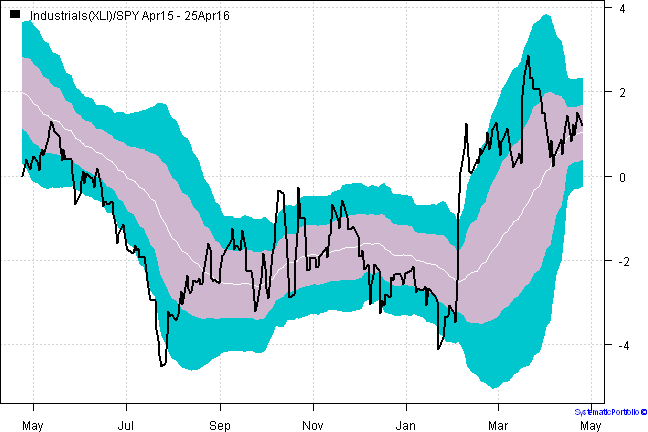 Industrials(XLI)/SPY Apr15 - 25Apr16
4
2
0
-2
-4
SystematicPortfolio ©
May Jul Sep Nov Jan Mar May